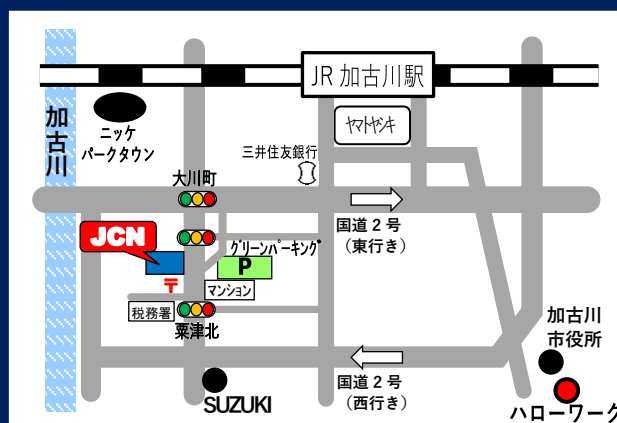 JR 加古川駅
加古川
ニッケ
パークタウン
ヤマトヤシキ
三井住友銀行
大川町
国道2号
(東行き)
JCN
グリーンパーキング
P
〒
マンション
税務署
粟津北
加古川
市役所
国道2号
(西行き)
SUZUKI
ハローワーク